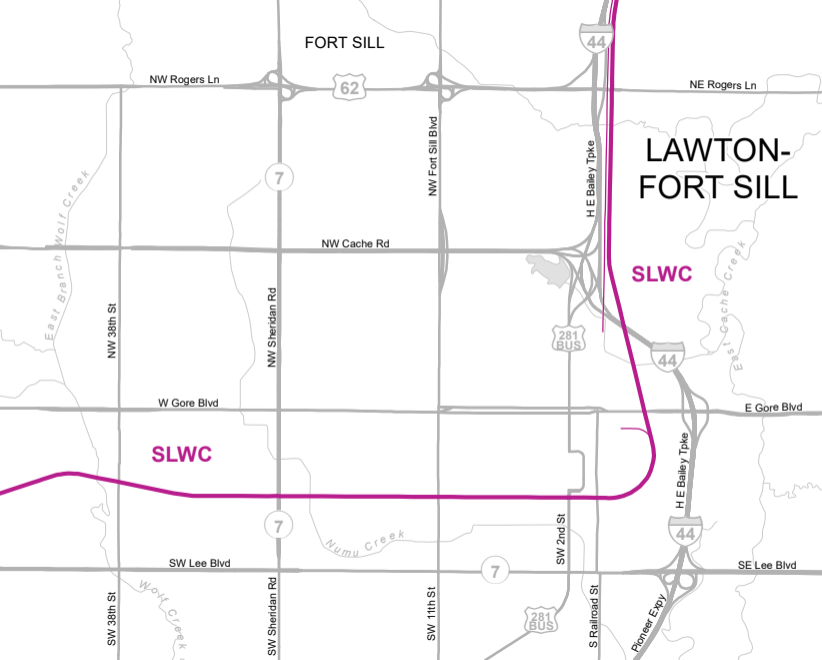 44
FORT SILL
NW Rogers Ln
62
NE Rogers Ln
NW Fort Sill Blvd
H E Bailey Tpke
LAWTON-
FORT SILL
7
East Branch Wolf Creek
NW Cache Rd
SLWC
East Cache Creek
NW 38th St
NW Sheridan Rd
281
BUS
44
W Gore Blvd
E Gore Blvd
SLWC
H E Bailey Tpke
7
44
Numu Creek
SW 2nd St
SW Lee Blvd
7
SE Lee Blvd
Wolf Creek
SW 38th St
SW Sheridan Rd
SW 11th St
281
BUS
S Railroad St
Pioneer Expy